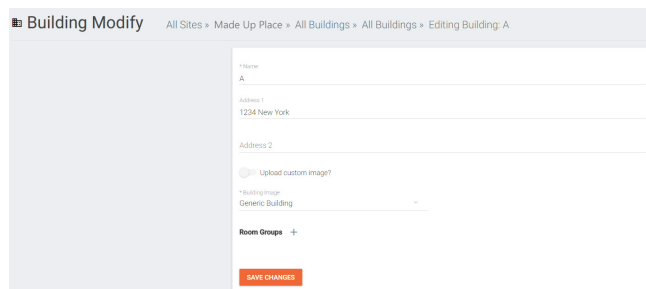 Building Modify All Sites » Made Up Place » All Buildings » All Buildings » Editing Building: A
* Name
A
Address 1
1234 New York
Address 2
Upload custom image?
* Building Image
Generic Building
Room Groups +
SAVE CHANGES